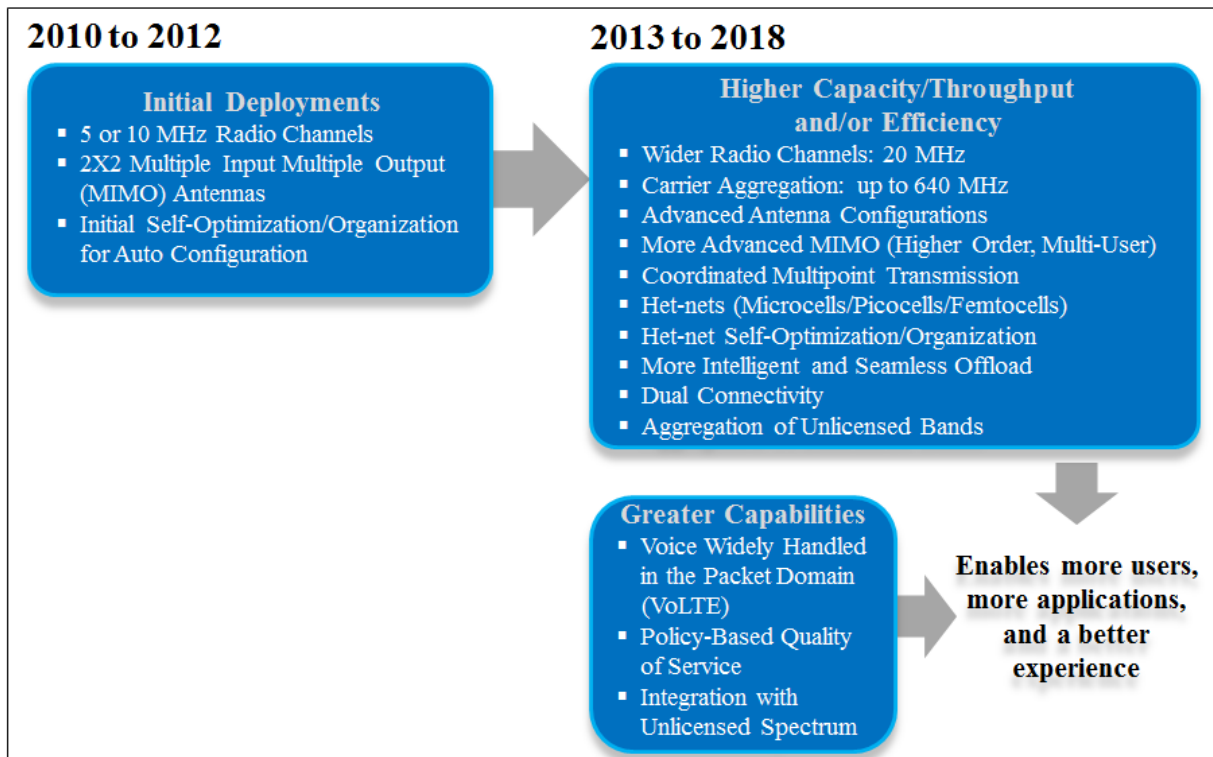 2010 to 2012
Initial Deployments
▪ 5 or 10 MHz Radio Channels
▪ 2X2 Multiple Input Multiple Output
(MIMO) Antennas
▪ Initial Self-Optimization/Organization
for Auto Configuration
2013 to 2018
Higher Capacity/Throughput
and/or Efficiency
▪ Wider Radio Channels: 20 MHz
▪ Carrier Aggregation: up to 640 MHz
▪ Advanced Antenna Configurations
▪ More Advanced MIMO (Higher Order, Multi-User)
▪ Coordinated Multipoint Transmission
▪ Het-nets (Microcells/Picocells/Femtocells)
▪ Het-net Self-Optimization/Organization
▪ More Intelligent and Seamless Offload
▪ Dual Connectivity
▪ Aggregation of Unlicensed Bands
Greater Capabilities
▪ Voice Widely Handled
in the Packet Domain
(VoLTE)
▪ Policy-Based Quality
of Service
▪ Integration with
Unlicensed Spectrum
Enables more users,
more applications,
and a better
experience